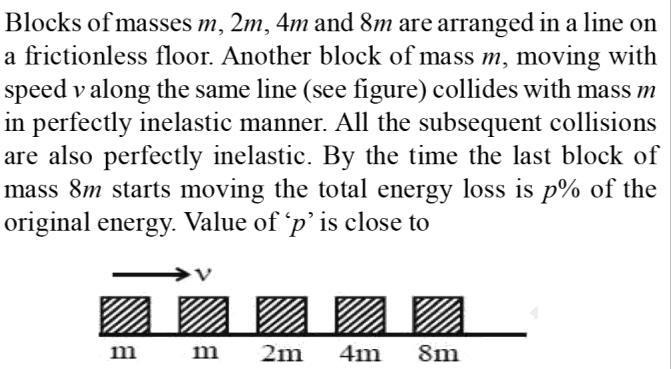 Blocks of masses m, 2m, 4m and 8m are arranged in a line on
a frictionless floor. Another block of mass m, moving with
speed v along the same line (see figure) collides with mass m
in perfectly inelastic manner. All the subsequent collisions
are also perfectly inelastic. By the time the last block of
mass 8m starts moving the total energy loss is p% of the
original energy. Value of ‘p’ is close to
v
m m 2m 4m 8m